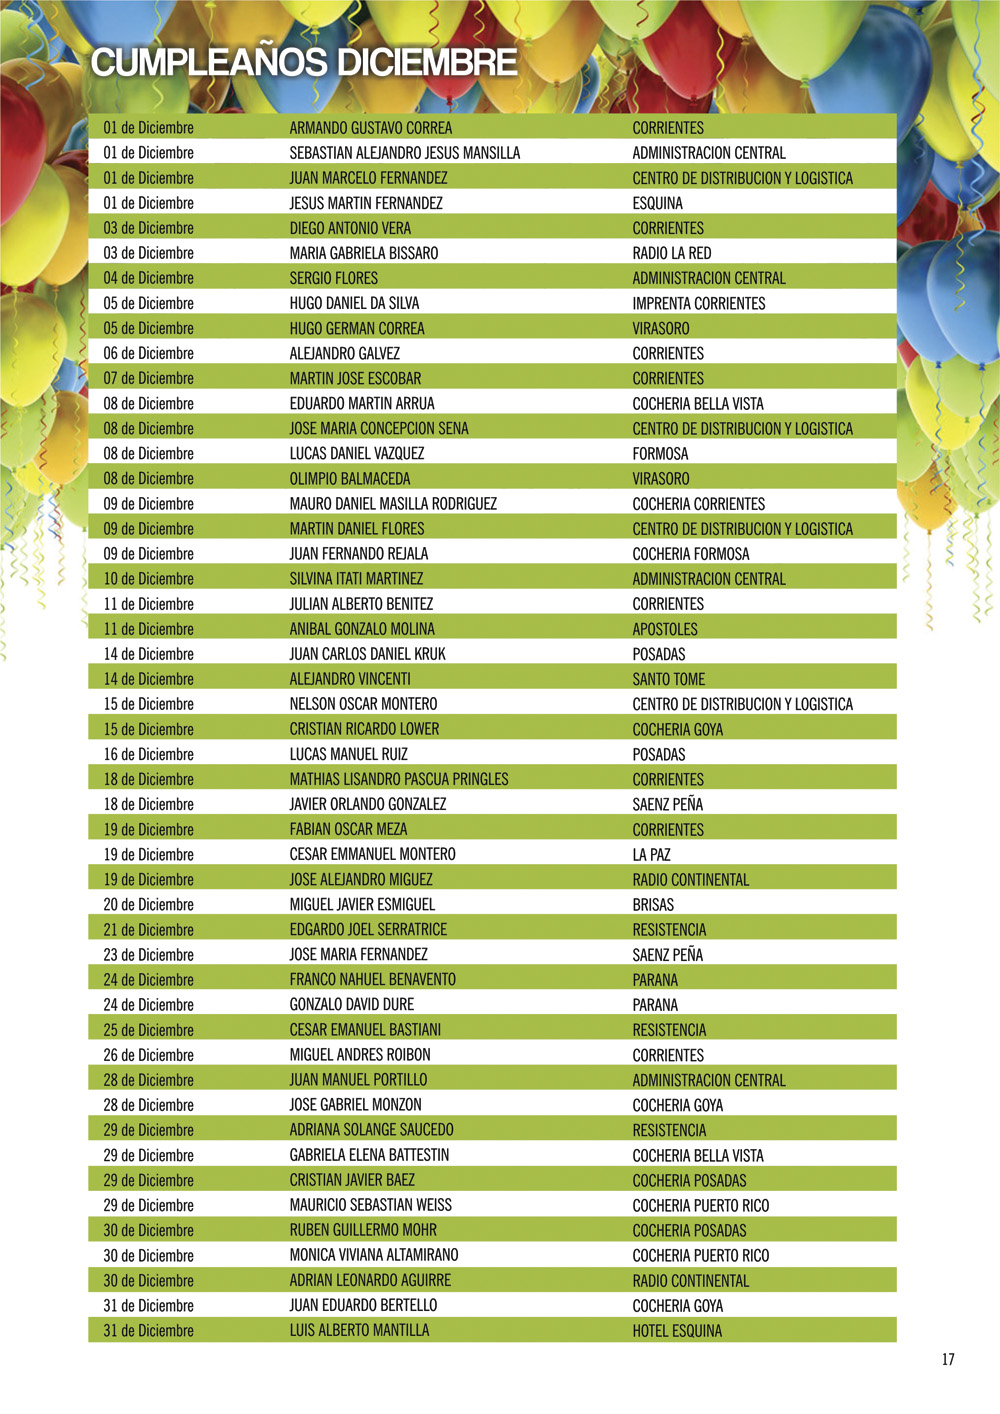 CUMPLEAÑOS DICIEMBRE
01 de Diciembre ARMANDO GUSTAVO CORREA CORRIENTES
01 de Diciembre SEBASTIAN ALEJANDRO JESUS MANSILLA ADMINISTRACION CENTRAL
01 de Diciembre JUAN MARCELO FERNANDEZ CENTRO DE DISTRIBUCION Y LOGISTICA
01 de Diciembre JESUS MARTIN FERNANDEZ ESQUINA
03 de Diciembre DIEGO ANTONIO VERA CORRIENTES
03 de Diciembre MARIA GABRIELA BISSARO RADIO LA RED
04 de Diciembre SERGIO FLORES ADMINISTRACION CENTRAL
05 de Diciembre HUGO DANIEL DA SILVA IMPRENTA CORRIENTES
05 de Diciembre HUGO GERMAN CORREA VIRASORO
06 de Diciembre ALEJANDRO GALVEZ CORRIENTES
07 de Diciembre MARTIN JOSE ESCOBAR CORRIENTES
08 de Diciembre EDUARDO MARTIN ARRUA COCHERIA BELLA VISTA
08 de Diciembre JOSE MARIA CONCEPCION SENA CENTRO DE DISTRIBUCION Y LOGISTICA
08 de Diciembre LUCAS DANIEL VAZQUEZ FORMOSA
08 de Diciembre OLIMPIO BALMACEDA VIRASORO
09 de Diciembre MAURO DANIEL MASILLA RODRIGUEZ COCHERIA CORRIENTES
09 de Diciembre MARTIN DANIEL FLORES CENTRO DE DISTRIBUCION Y LOGISTICA
09 de Diciembre JUAN FERNANDO REJALA COCHERIA FORMOSA
10 de Diciembre SILVINA ITATI MARTINEZ ADMINISTRACION CENTRAL
11 de Diciembre JULIAN ALBERTO BENITEZ CORRIENTES
11 de Diciembre ANIBAL GONZALO MOLINA APOSTOLES
14 de Diciembre JUAN CARLOS DANIEL KRUK POSADAS
14 de Diciembre ALEJANDRO VINCENTI SANTO TOME
15 de Diciembre NELSON OSCAR MONTERO CENTRO DE DISTRIBUCION Y LOGISTICA
15 de Diciembre CRISTIAN RICARDO LOWER COCHERIA GOYA
16 de Diciembre LUCAS MANUEL RUIZ POSADAS
18 de Diciembre MATHIAS LISANDRO PASCUA PRINGLES CORRIENTES
18 de Diciembre JAVIER ORLANDO GONZALEZ SAENZ PEÑA
19 de Diciembre FABIAN OSCAR MEZA CORRIENTES
19 de Diciembre CESAR EMMANUEL MONTERO LA PAZ
19 de Diciembre JOSE ALEJANDRO MIGUEZ RADIO CONTINENTAL
20 de Diciembre MIGUEL JAVIER ESMIGUEL BRISAS
21 de Diciembre EDGARDO JOEL SERRATRICE RESISTENCIA
23 de Diciembre JOSE MARIA FERNANDEZ SAENZ PEÑA
24 de Diciembre FRANCO NAHUEL BENAVENTO PARANA
24 de Diciembre GONZALO DAVID DURE PARANA
25 de Diciembre CESAR EMANUEL BASTIANI RESISTENCIA
26 de Diciembre MIGUEL ANDRES ROIBON CORRIENTES
28 de Diciembre JUAN MANUEL PORTILLO ADMINISTRACION CENTRAL
28 de Diciembre JOSE GABRIEL MONZON COCHERIA GOYA
29 de Diciembre ADRIANA SOLANGE SAUCEDO RESISTENCIA
29 de Diciembre GABRIELA ELENA BATTESTIN COCHERIA BELLA VISTA
29 de Diciembre CRISTIAN JAVIER BAEZ COCHERIA POSADAS
29 de Diciembre MAURICIO SEBASTIAN WEISS COCHERIA PUERTO RICO
30 de Diciembre RUBEN GUILLERMO MOHR COCHERIA POSADAS
30 de Diciembre MONICA VIVIANA ALTAMIRANO COCHERIA PUERTO RICO
30 de Diciembre ADRIAN LEONARDO AGUIRRE RADIO CONTINENTAL
31 de Diciembre JUAN EDUARDO BERTELLO COCHERIA GOYA
31 de Diciembre LUIS ALBERTO MANTILLA HOTEL ESQUINA
17